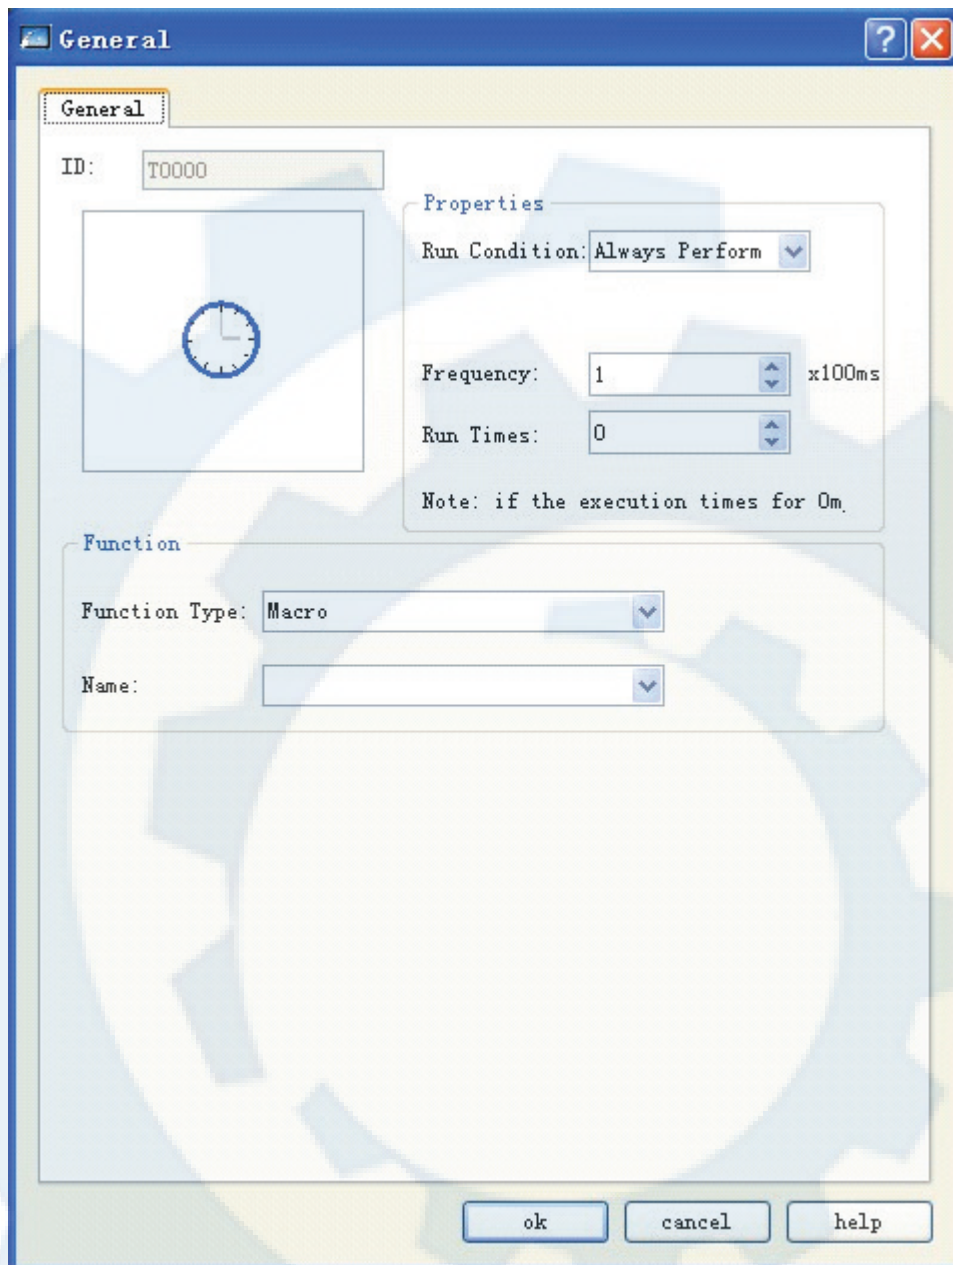 General
General
ID: T0000
Properties
Run Condition: Always Perform
Frequency: 1 x100ms
Run Times: 0
Note: if the execution times for 0m
Function
Function Type: Macro
Name:
ok cancel help